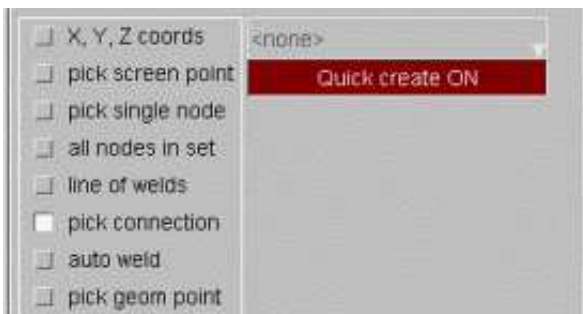 X, Y, Z coords
<none>
pick screen point
Quick create ON
pick single node
all nodes in set
line of welds
pick connection
auto weld
pick geom point